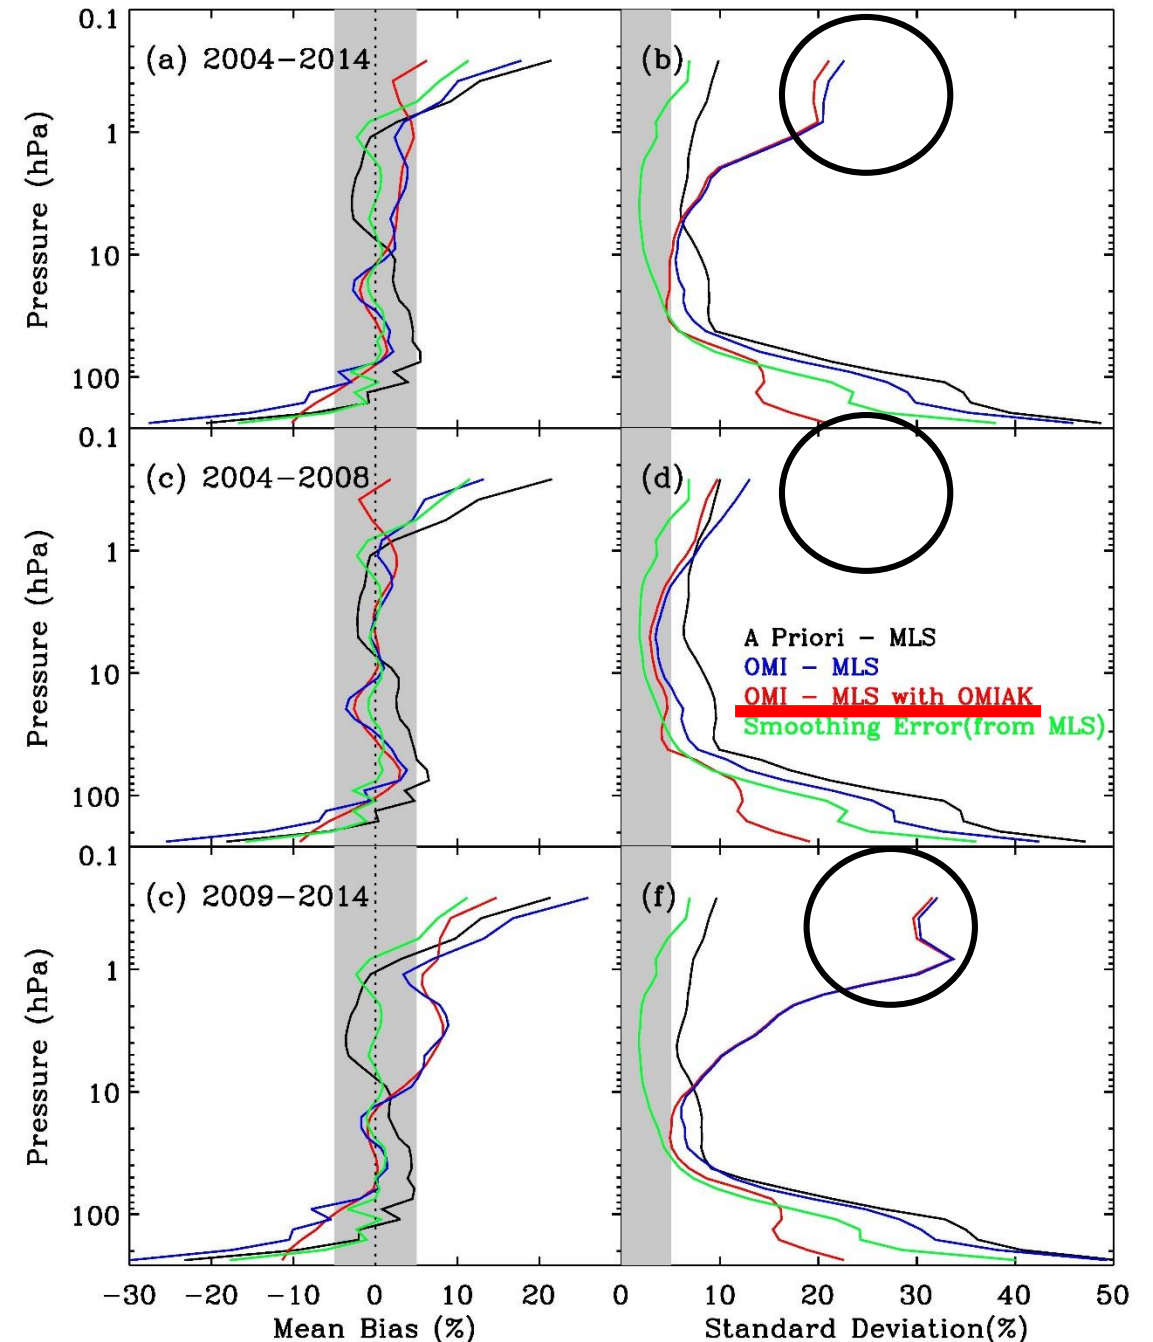 0.1
(a) 2004-2014
(b)
1
10
100
Pressure (hPa)
0.1
(c) 2004-2008
(d)
1
10
100
Pressure (hPa)
A Priori - MLS
OMI - MLS
OMI - MLS with OMIAK
Smoothing Error(from MLS)
0.1
(c) 2009-2014
(f)
1
10
100
Pressure (hPa)
-30 -20 -10 0 10 20 0 10 20 30 40 50
Mean Bias (%) Standard Deviation(%)